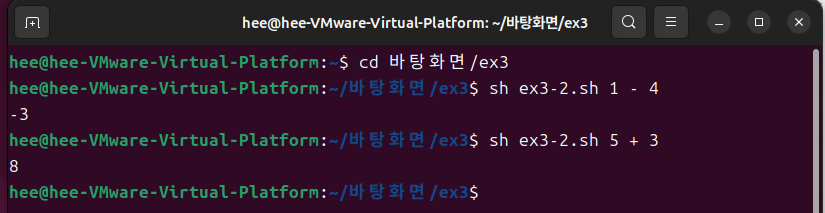 hee@hee-VMware-Virtual-Platform: ~/바탕화면/ex3
hee@hee-VMware-Virtual-Platform:~$ cd 바탕화면/ex3
hee@hee-VMware-Virtual-Platform:~/바탕화면/ex3$ sh ex3-2.sh 1 - 4
-3
hee@hee-VMware-Virtual-Platform:~/바탕화면/ex3$ sh ex3-2.sh 5 + 3
8
hee@hee-VMware-Virtual-Platform:~/바탕화면/ex3$